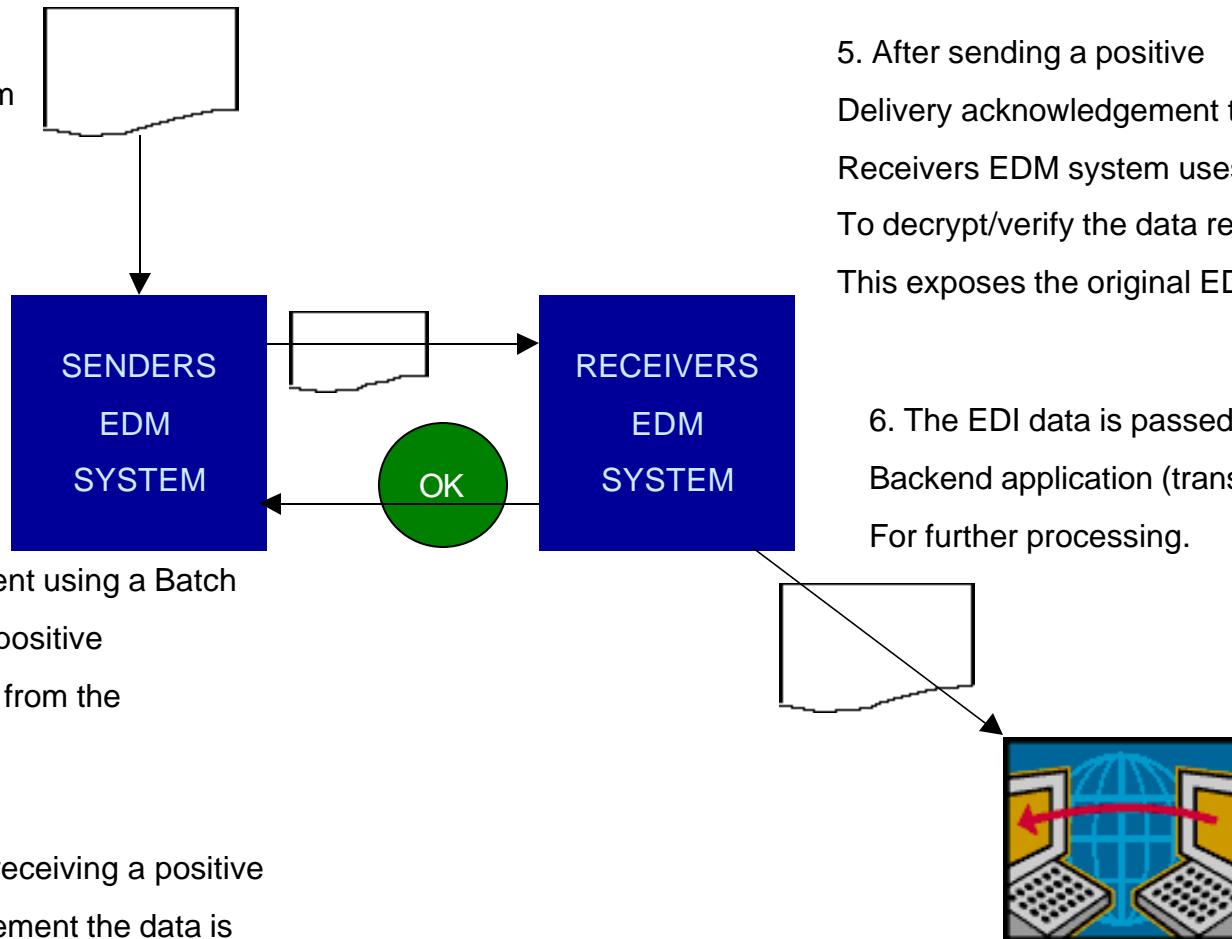 SENDERS
EDM
SYSTEM
OK
RECEIVERS
EDM
SYSTEM
ent using a Batch
positive
from the
receiving a positive
ement the data is
5. After sending a positive
Delivery acknowledgement
Receivers EDM system uses
To decrypt/verify the data re
This exposes the original ED
6. The EDI data is passed
Backend application (trans
For further processing.